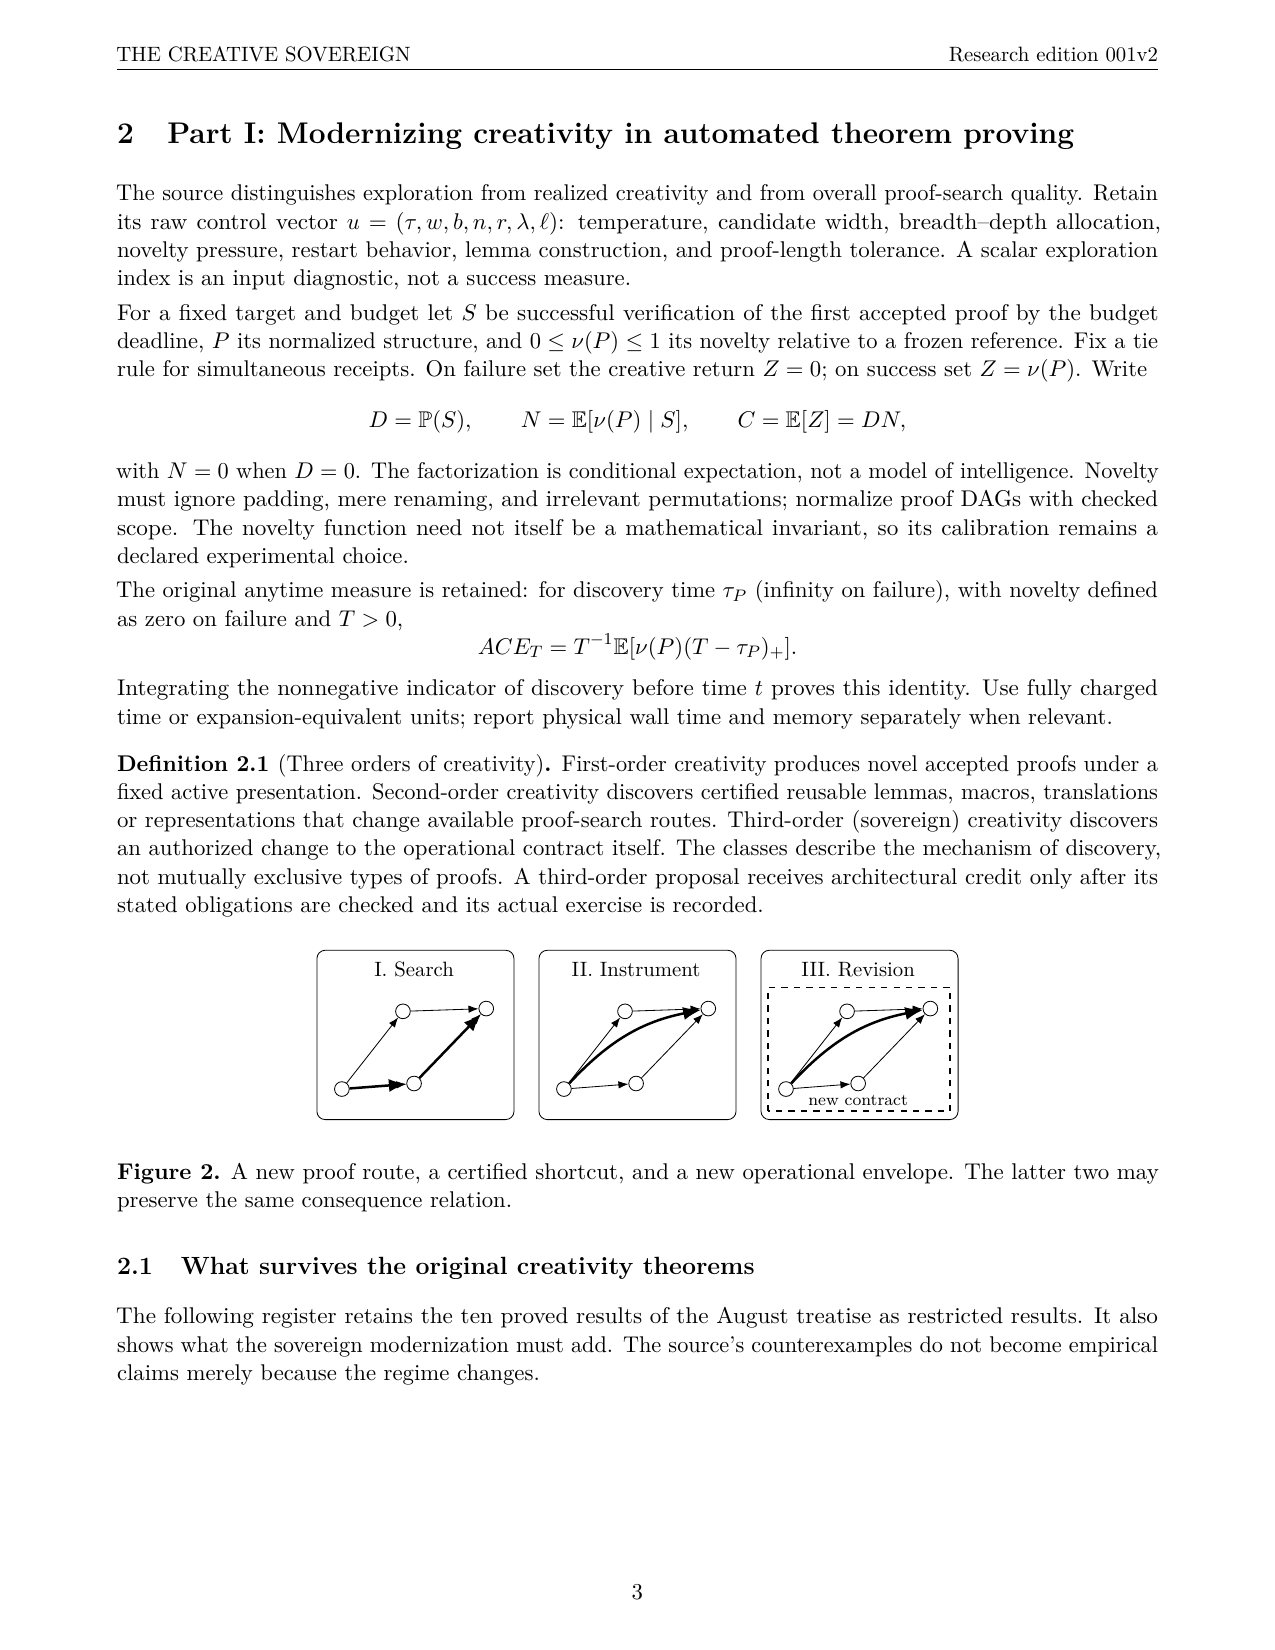 THE CREATIVE SOVEREIGN Research edition 001v2
2 Part I: Modernizing creativity in automated theorem proving
The source distinguishes exploration from realized creativity and from overall proof-search quality. Retain
its raw control vector u = (τ, w, b, n, r, λ, ℓ): temperature, candidate width, breadth–depth allocation,
novelty pressure, restart behavior, lemma construction, and proof-length tolerance. A scalar exploration
index is an input diagnostic, not a success measure.
For a fixed target and budget let S be successful verification of the first accepted proof by the budget
deadline, P its normalized structure, and 0 ≤ ν(P) ≤ 1 its novelty relative to a frozen reference. Fix a tie
rule for simultaneous receipts. On failure set the creative return Z = 0; on success set Z = ν(P). Write
D = ℙ(S), N = 𝔼[ν(P) | S], C = 𝔼[Z] = DN,
with N = 0 when D = 0. The factorization is conditional expectation, not a model of intelligence. Novelty
must ignore padding, mere renaming, and irrelevant permutations; normalize proof DAGs with checked
scope. The novelty function need not itself be a mathematical invariant, so its calibration remains a
declared experimental choice.
The original anytime measure is retained: for discovery time τ_P (infinity on failure), with novelty defined
as zero on failure and T > 0,
ACE_T = T⁻¹𝔼[ν(P)(T − τ_P)₊].
Integrating the nonnegative indicator of discovery before time t proves this identity. Use fully charged
time or expansion-equivalent units; report physical wall time and memory separately when relevant.
Definition 2.1 (Three orders of creativity). First-order creativity produces novel accepted proofs under a
fixed active presentation. Second-order creativity discovers certified reusable lemmas, macros, translations
or representations that change available proof-search routes. Third-order (sovereign) creativity discovers
an authorized change to the operational contract itself. The classes describe the mechanism of discovery,
not mutually exclusive types of proofs. A third-order proposal receives architectural credit only after its
stated obligations are checked and its actual exercise is recorded.
I. Search
II. Instrument
III. Revision
new contract
Figure 2. A new proof route, a certified shortcut, and a new operational envelope. The latter two may
preserve the same consequence relation.
2.1 What survives the original creativity theorems
The following register retains the ten proved results of the August treatise as restricted results. It also
shows what the sovereign modernization must add. The source's counterexamples do not become empirical
claims merely because the regime changes.
3